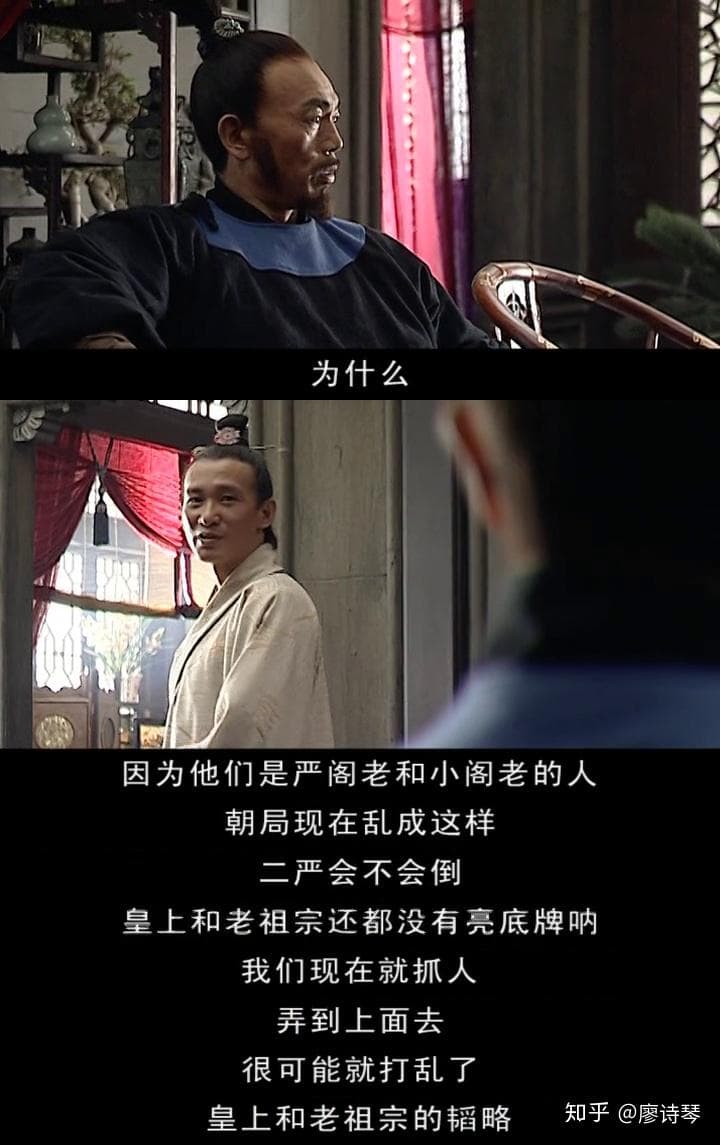 为什么
因为他们是严阁老和小阁老的人
朝局现在乱成这样
二严会不会倒
皇上和老祖宗还都没有亮底牌呐
我们现在就抓人
弄到上面去
很可能就打乱了
皇上和老祖宗的韬略
知乎 @廖诗琴